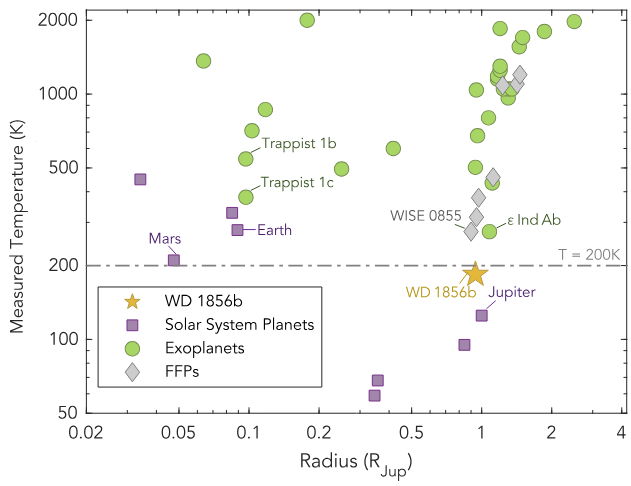 2000
1000
500
200
100
50
Measured Temperature (K)
Trappist 1b
Trappist 1c
Mars
Earth
WISE 0855
ε Ind Ab
T = 200K
WD 1856b
Jupiter
WD 1856b
Solar System Planets
Exoplanets
FFPs
0.02 0.05 0.1 0.2 0.5 1 2 4.2
Radius (R_Jup)